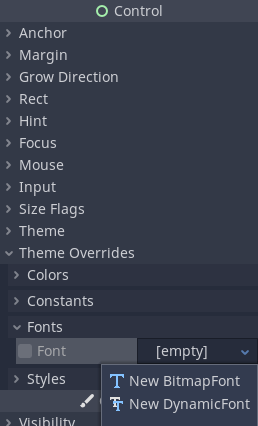 Control
Anchor
Margin
Grow Direction
Rect
Hint
Focus
Mouse
Input
Size Flags
Theme
Theme Overrides
Colors
Constants
Fonts
Font [empty]
New BitmapFont
Styles
New DynamicFont
Visibility